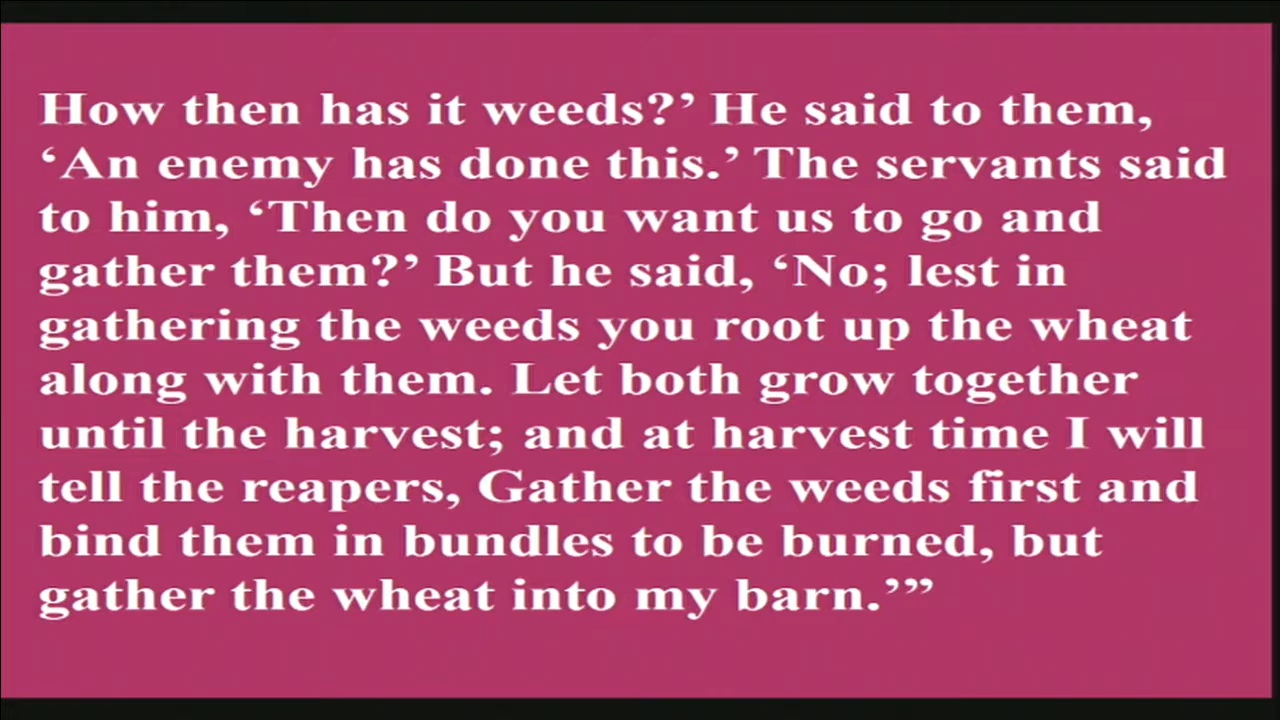 How then has it weeds?’ He said to them,
‘An enemy has done this.’ The servants said
to him, ‘Then do you want us to go and
gather them?’ But he said, ‘No; lest in
gathering the weeds you root up the wheat
along with them. Let both grow together
until the harvest; and at harvest time I will
tell the reapers, Gather the weeds first and
bind them in bundles to be burned, but
gather the wheat into my barn.’”